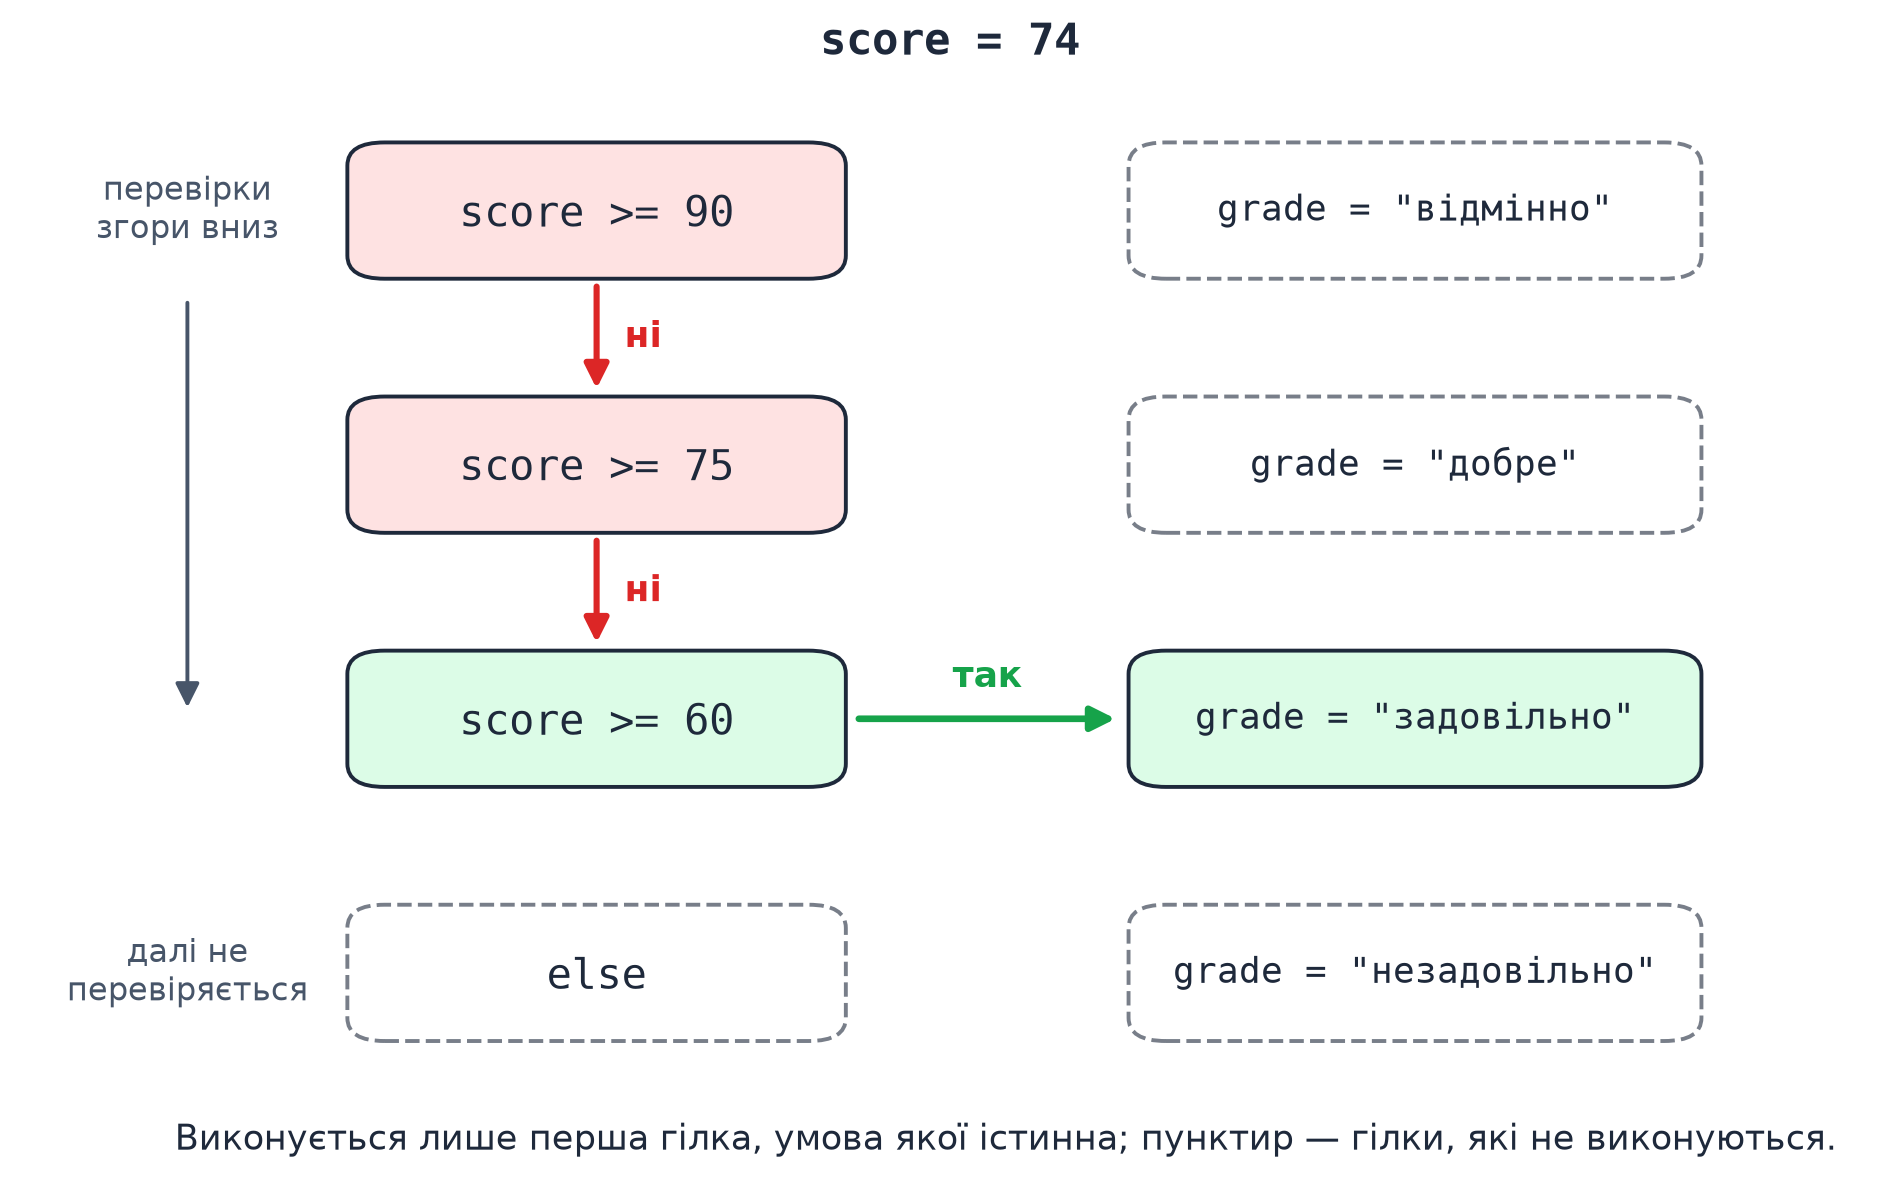 score = 74
перевірки
згори вниз
score >= 90
grade = "відмінно"
ні
score >= 75
grade = "добре"
ні
score >= 60
так
grade = "задовільно"
далі не
перевіряється
else
grade = "незадовільно"
Виконується лише перша гілка, умова якої істинна; пунктир — гілки, які не виконуються.